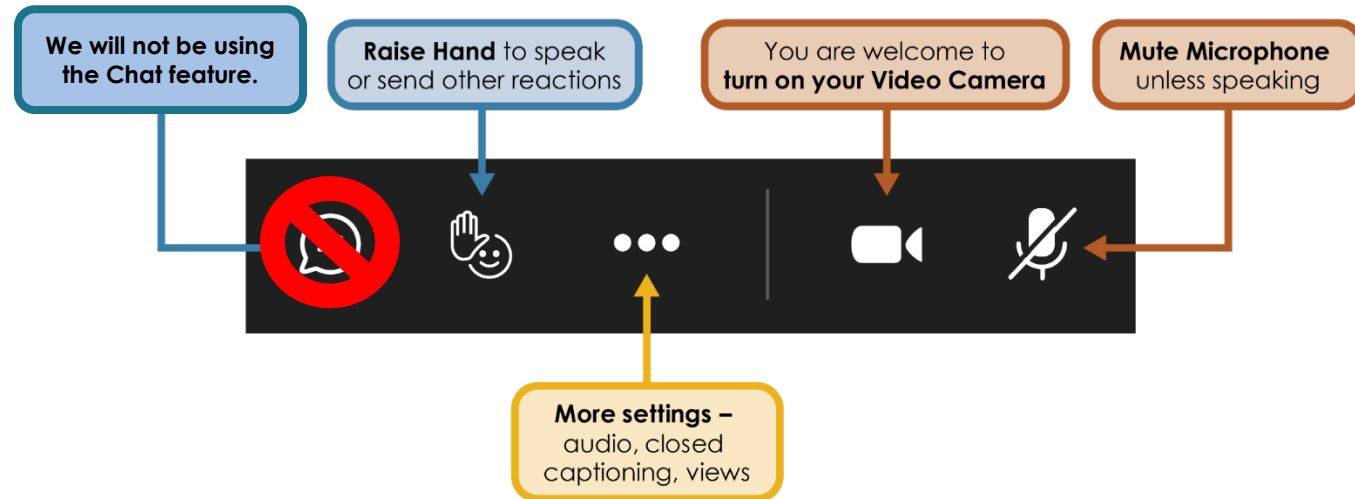 We will not be using
the Chat feature.
Raise Hand to speak
or send other reactions
You are welcome to
turn on your Video Camera
Mute Microphone
unless speaking
More settings –
audio, closed
captioning, views